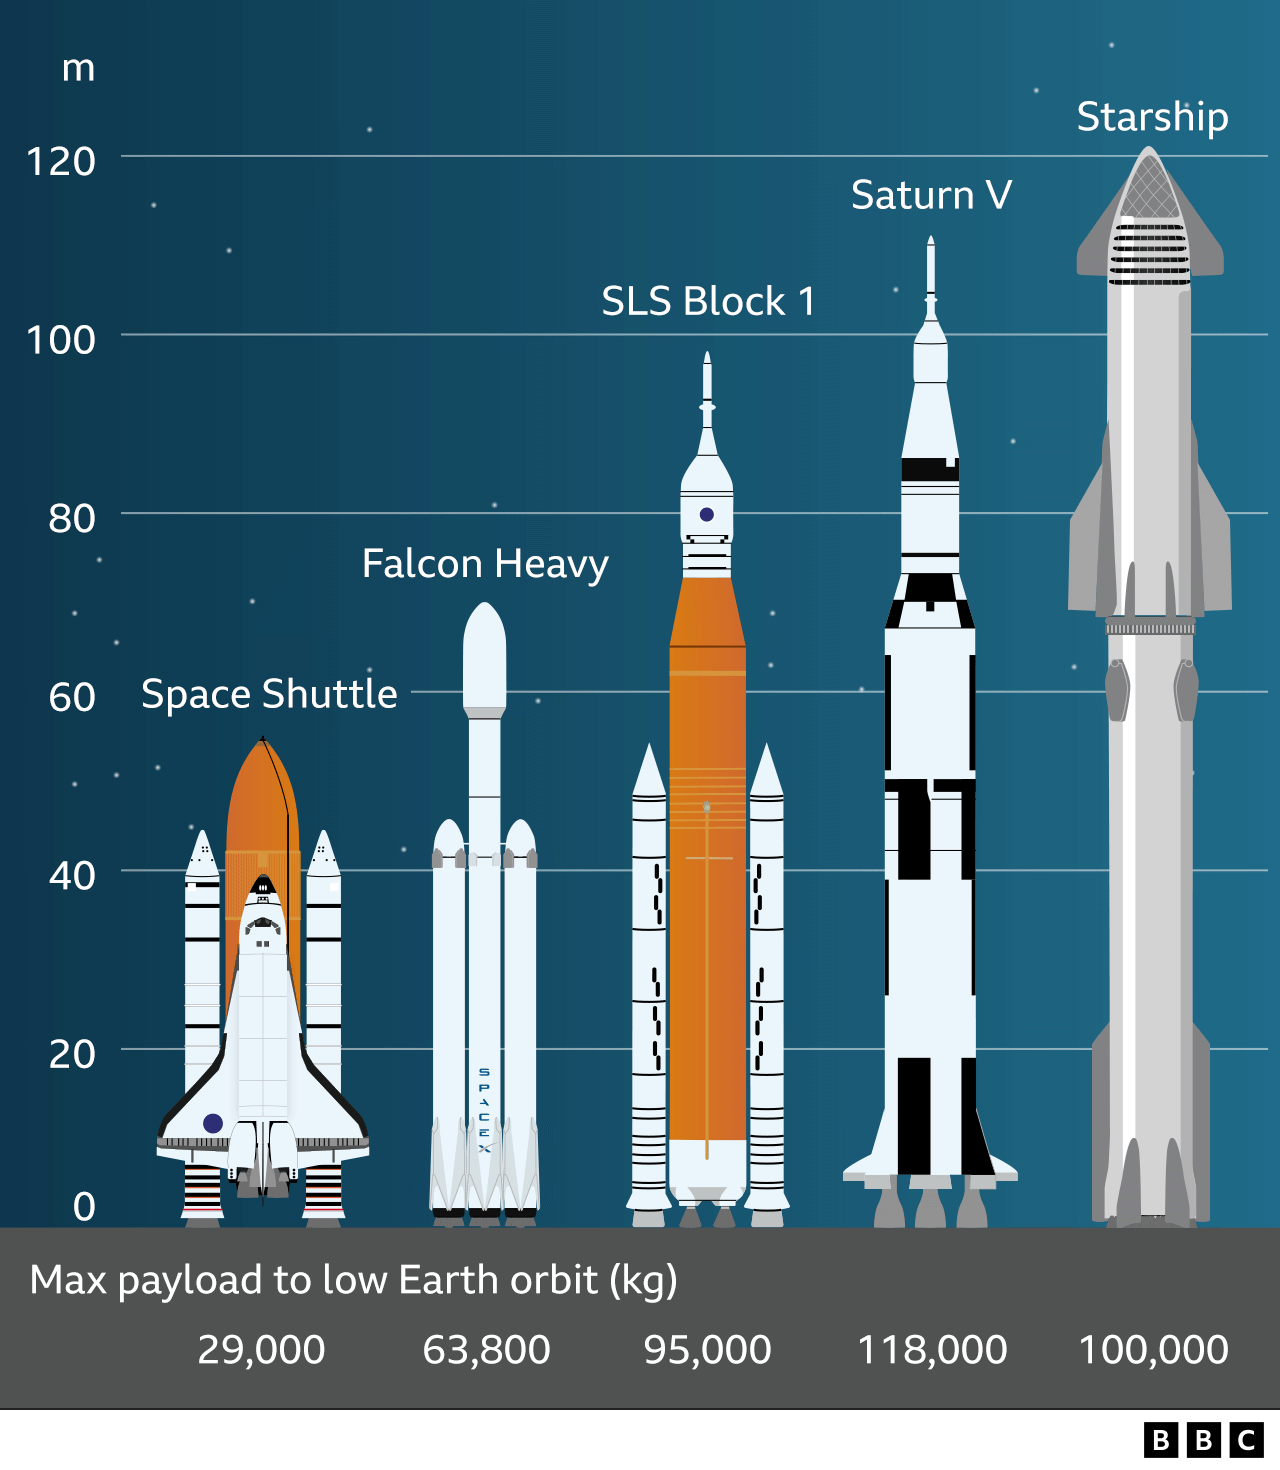 m
120
100
80
60
40
20
0
Starship
Saturn V
SLS Block 1
Falcon Heavy
Space Shuttle
SPACEX
Max payload to low Earth orbit (kg)
29,000 63,800 95,000 118,000 100,000
BBC